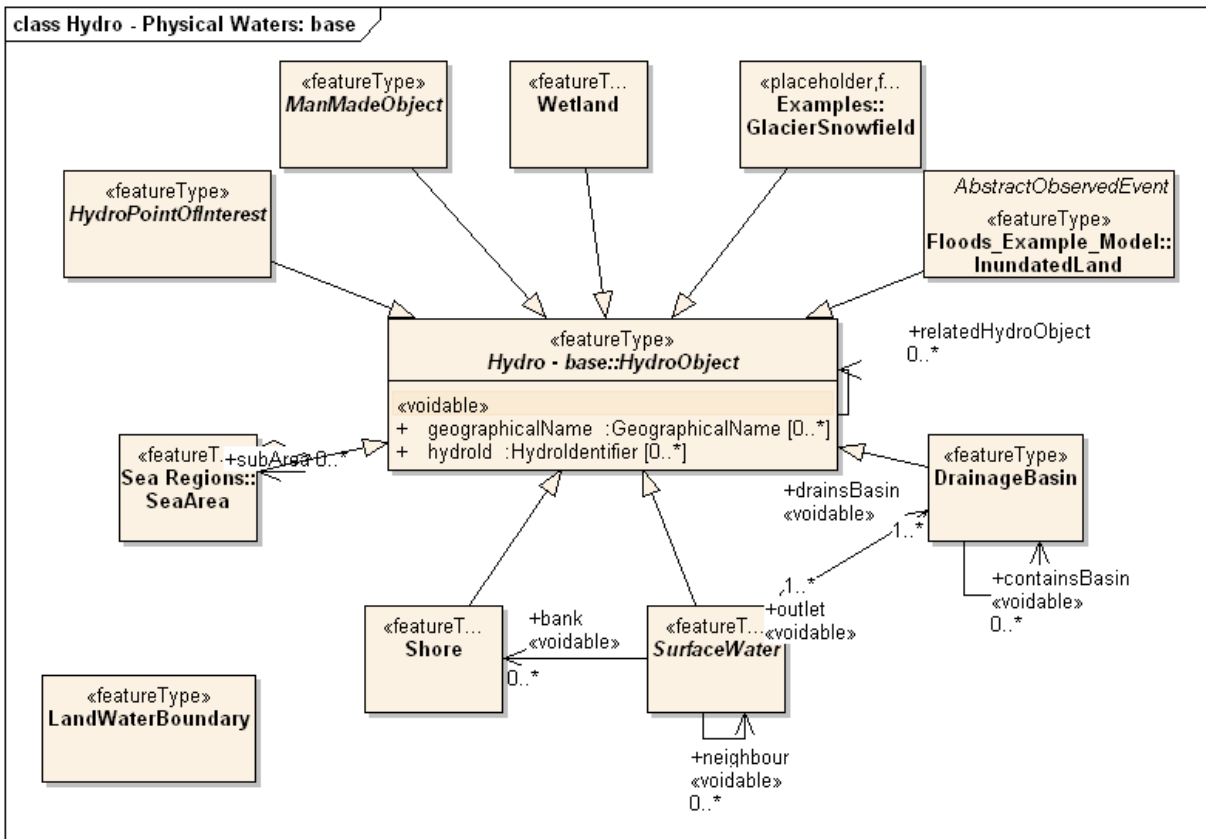 class Hydro - Physical Waters: base
«featureType»
ManMadeObject
«featureT...
Wetland
«placeholder,f...
Examples::
GlacierSnowfield
«featureType»
HydroPointOfInterest
AbstractObservedEvent
«featureType»
Floods_Example_Model::
InundatedLand
«featureType»
Hydro - base::HydroObject
«voidable»
+ geographicalName :GeographicalName [0..*]
+ hydroId :HydroIdentifier [0..*]
+relatedHydroObject
0..*
«featureT...
Sea Regions::
SeaArea
+subArea 0..*
«featureType»
DrainageBasin
+drainsBasin
«voidable»
1..*
+containsBasin
«voidable»
0..*
1..*
+outlet
«voidable»
«featureT...
Shore
+bank
«voidable»
0..*
«featureT...
SurfaceWater
+neighbour
«voidable»
0..*
«featureType»
LandWaterBoundary